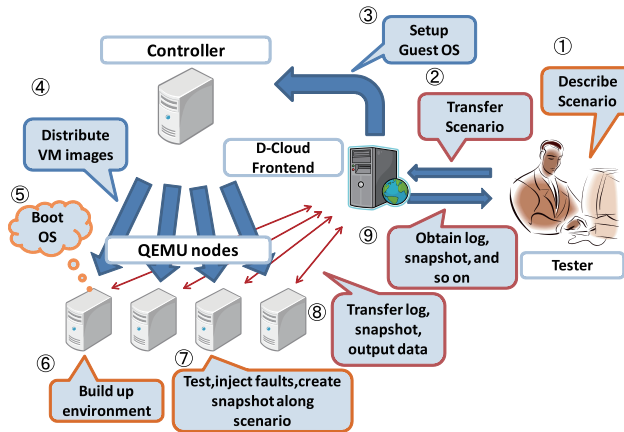 ③
Setup
Guest OS
Controller
①
④
②
Describe
Scenario
Transfer
Scenario
Distribute
VM images
D-Cloud
Frontend
⑤
Boot
OS
QEMU nodes
⑨
Obtain log,
snapshot, and
so on
Tester
⑧
Transfer log,
snapshot,
output data
⑥
⑦
Build up
environment
Test,inject faults,create
snapshot along
scenario